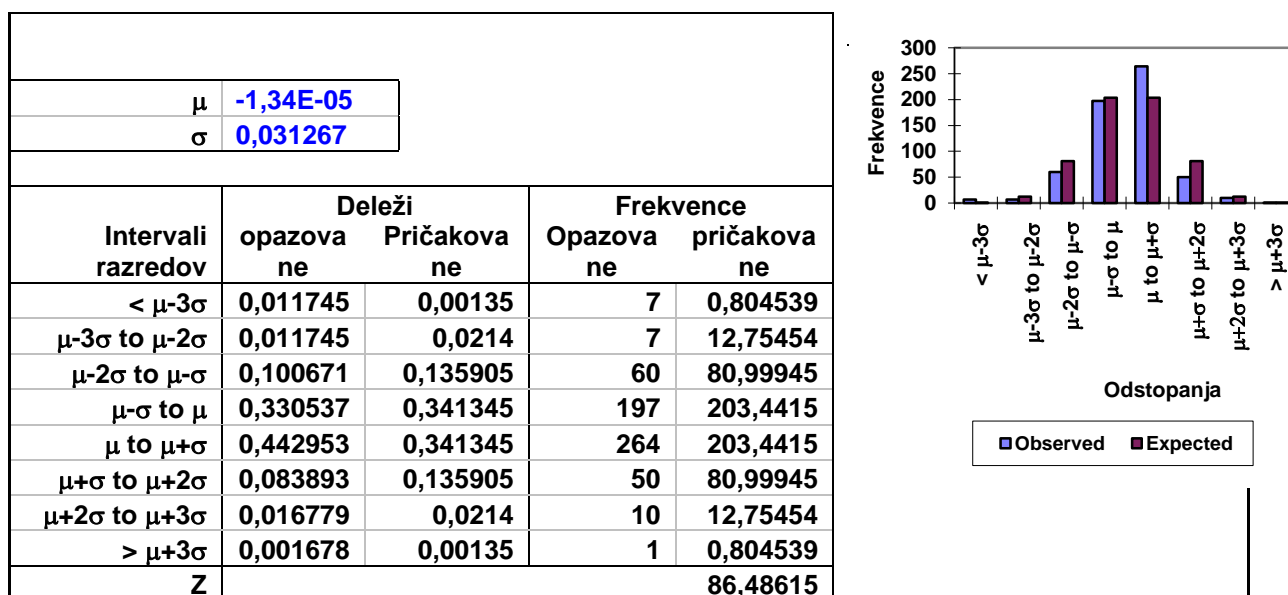 μ -1,34E-05
σ 0,031267
Deleži Frekvence
Intervali opazova Pričakova Opazova pričakova
razredov ne ne ne ne
< μ-3σ 0,011745 0,00135 7 0,804539
μ-3σ to μ-2σ 0,011745 0,0214 7 12,75454
μ-2σ to μ-σ 0,100671 0,135905 60 80,99945
μ-σ to μ 0,330537 0,341345 197 203,4415
μ to μ+σ 0,442953 0,341345 264 203,4415
μ+σ to μ+2σ 0,083893 0,135905 50 80,99945
μ+2σ to μ+3σ 0,016779 0,0214 10 12,75454
> μ+3σ 0,001678 0,00135 1 0,804539
Z 86,48615
Frekvence
300
250
200
150
100
50
0
< μ-3σ
μ-3σ to μ-2σ
μ-2σ to μ-σ
μ-σ to μ
μ to μ+σ
μ+σ to μ+2σ
μ+2σ to μ+3σ
> μ+3σ
Odstopanja
Observed Expected